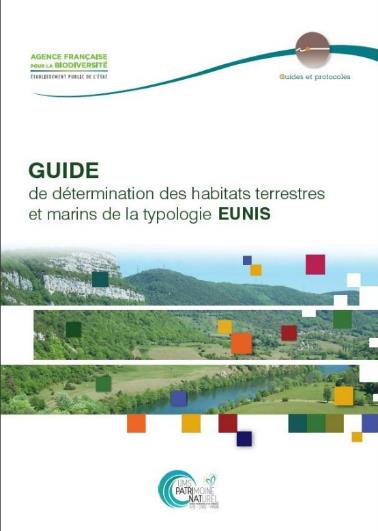 AGENCE FRANÇAISE
POUR LA BIODIVERSITÉ
ÉTABLISSEMENT PUBLIC DE L'ÉTAT
Guides et protocoles
GUIDE
de détermination des habitats terrestres
et marins de la typologie EUNIS
UMS
PATRIMOINE
NATUREL